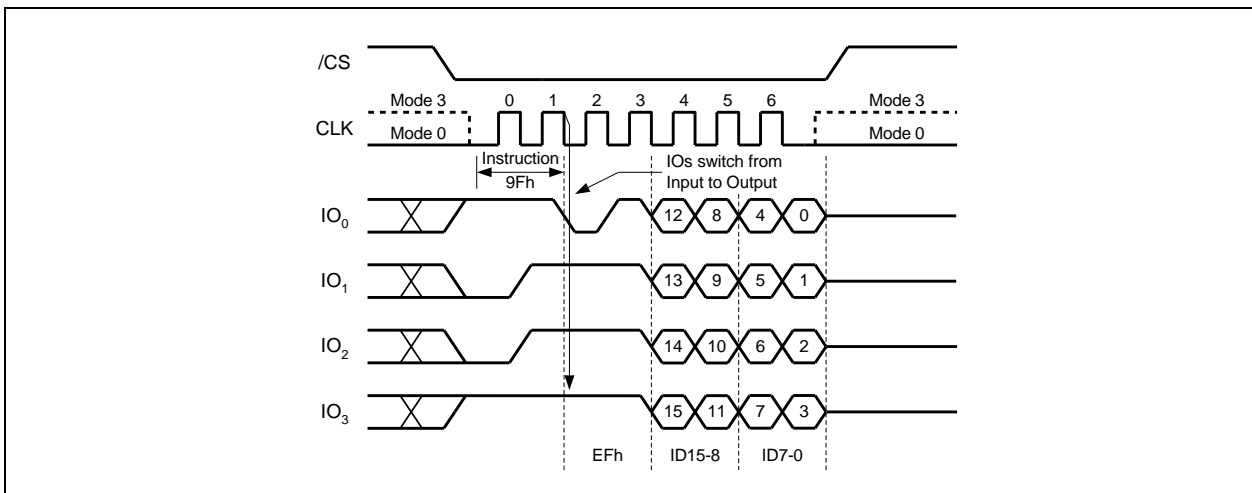 /CS
Mode 3 0 1 2 3 4 5 6 Mode 3
CLK
Mode 0 Mode 0
Instruction
9Fh
IOs switch from
Input to Output
IO0 12 8 4 0
IO1 13 9 5 1
IO2 14 10 6 2
IO3 15 11 7 3
EFh ID15-8 ID7-0